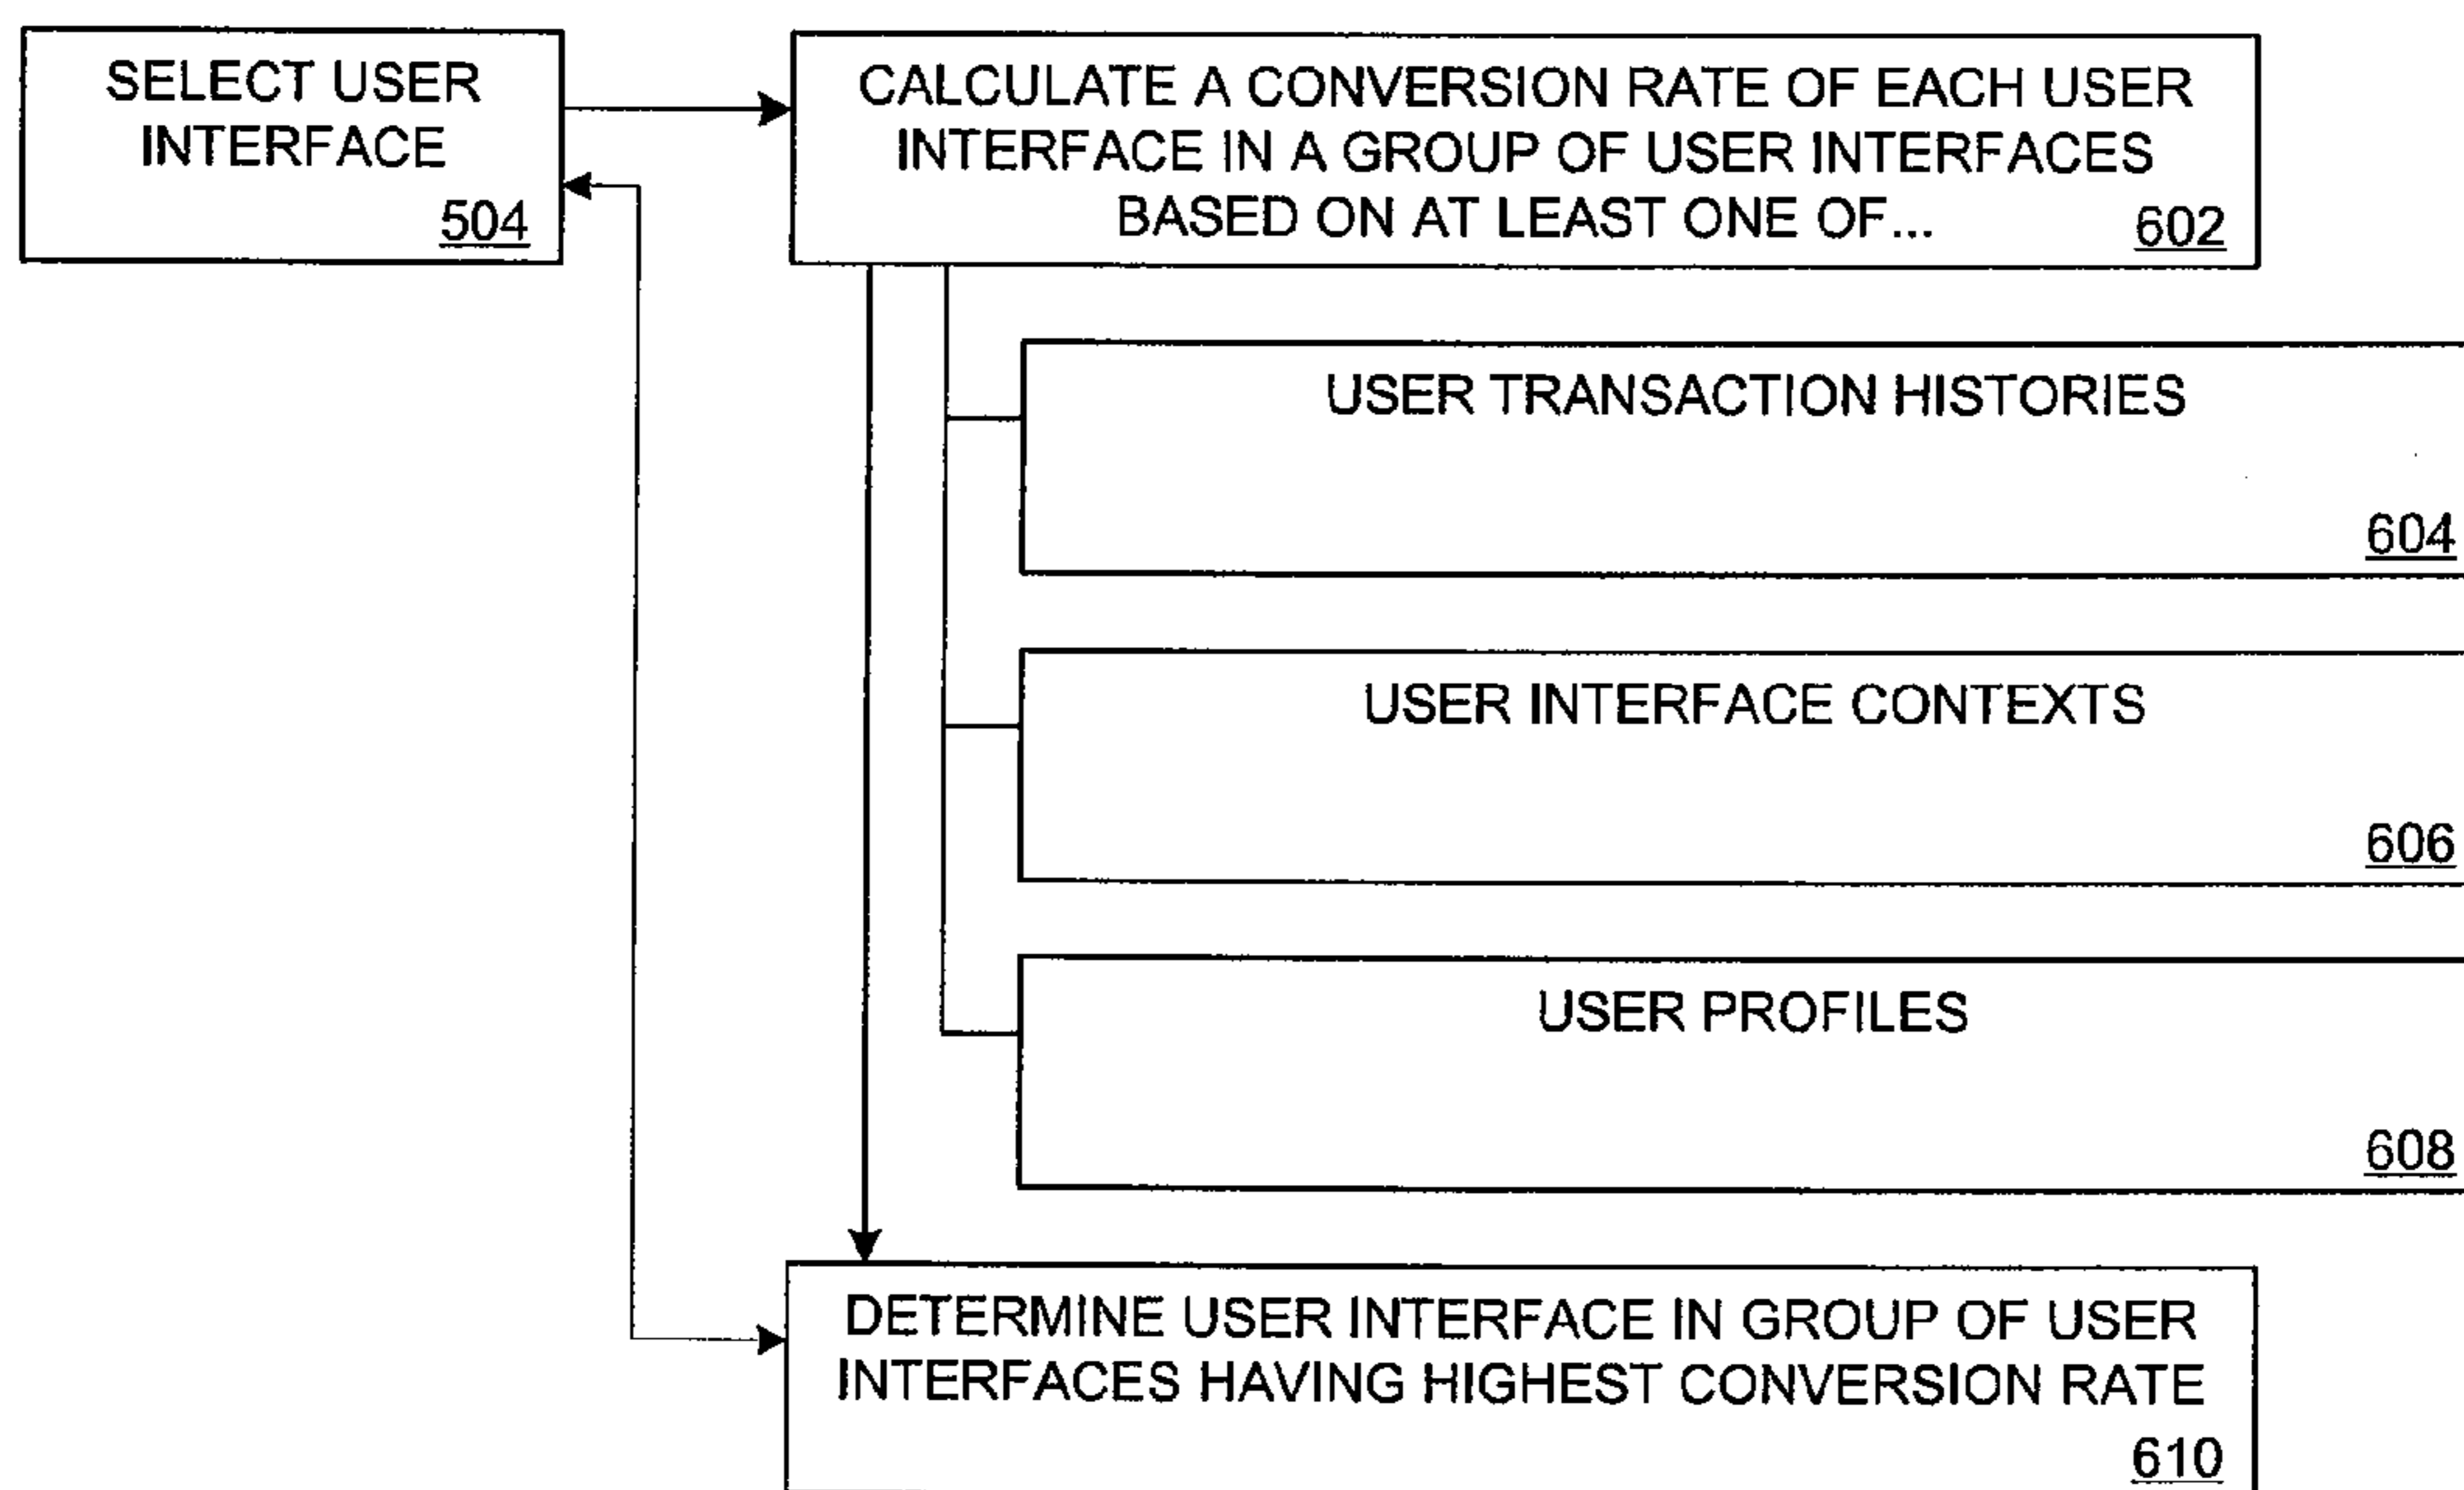 SELECT USER
INTERFACE
504
CALCULATE A CONVERSION RATE OF EACH USER
INTERFACE IN A GROUP OF USER INTERFACES
BASED ON AT LEAST ONE OF...
602
USER TRANSACTION HISTORIES
604
USER INTERFACE CONTEXTS
606
USER PROFILES
608
DETERMINE USER INTERFACE IN GROUP OF USER
INTERFACES HAVING HIGHEST CONVERSION RATE
610